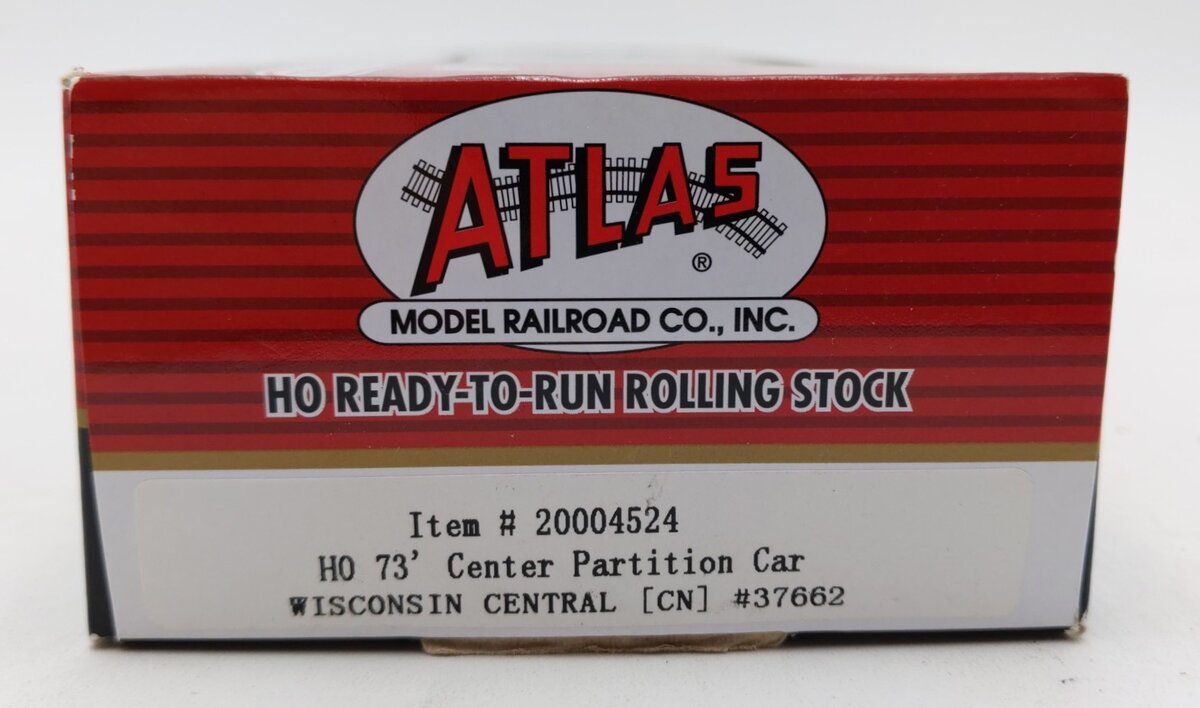 ATLAS
®
MODEL RAILROAD CO., INC.
HO READY-TO-RUN ROLLING STOCK
Item # 20004524
HO 73' Center Partition Car
WISCONSIN CENTRAL [CN] #37662